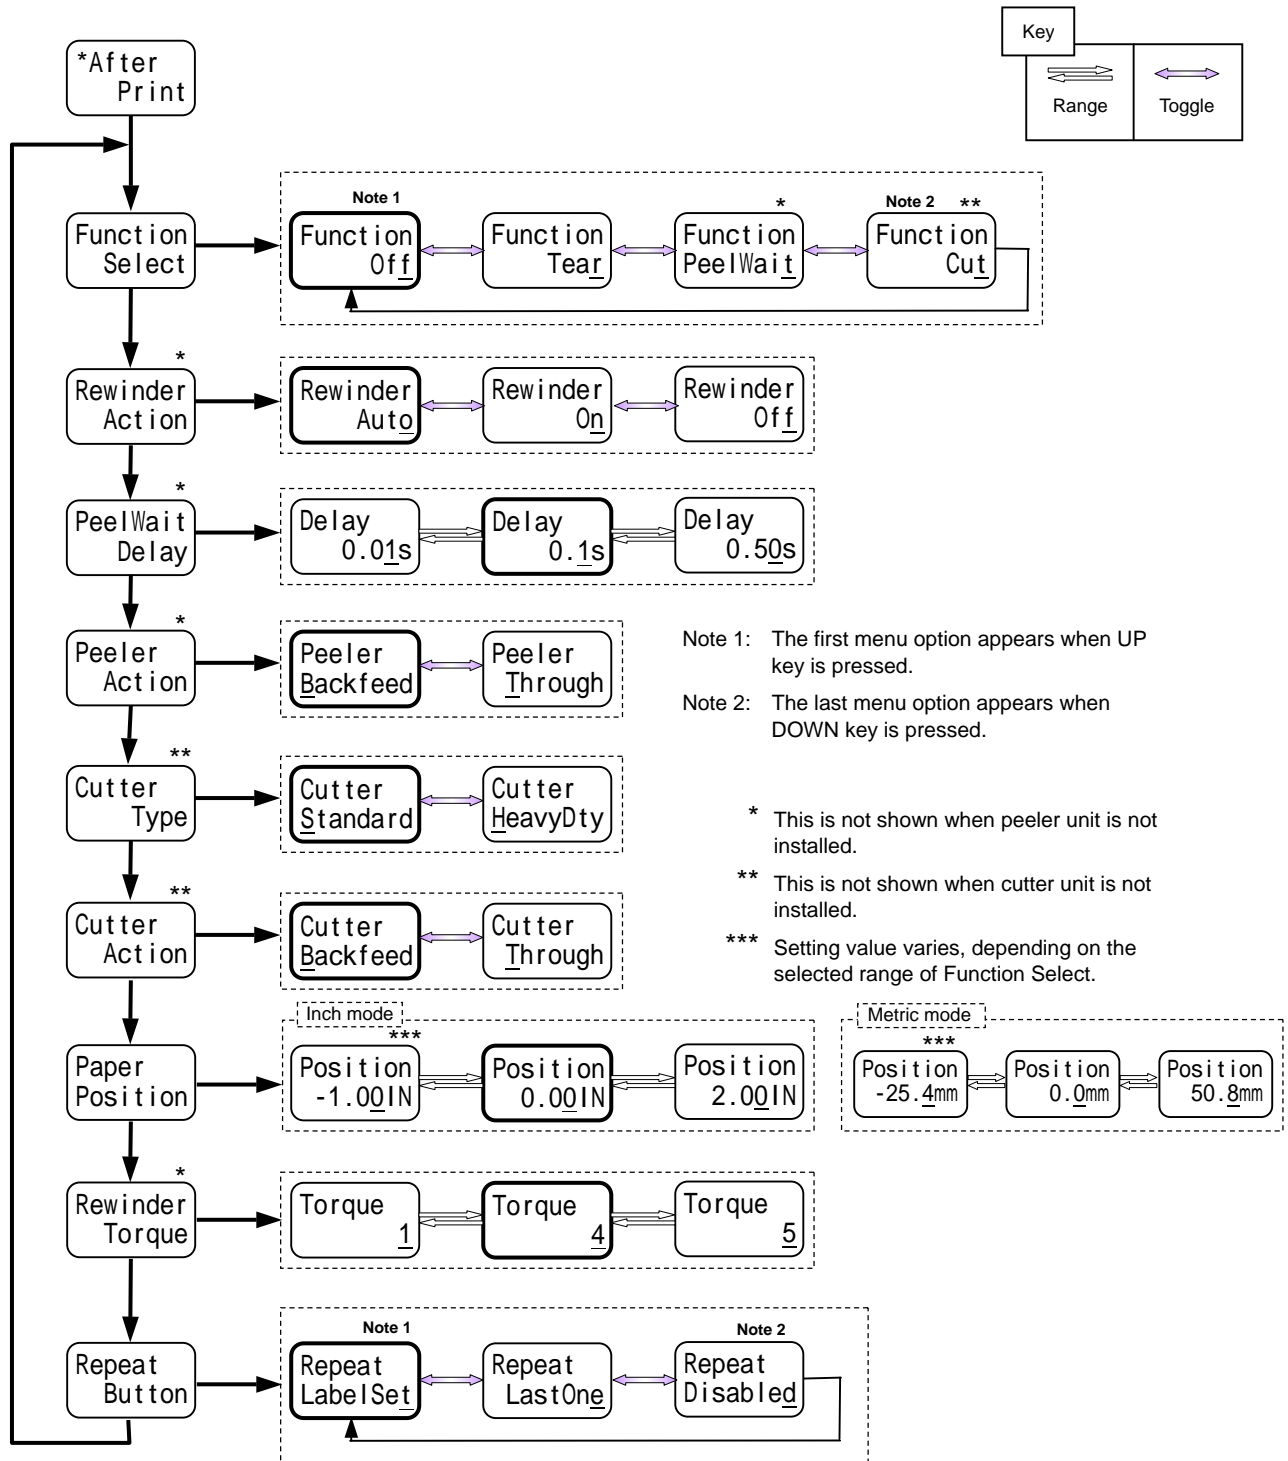 Key
Range
Toggle
*After
Print
Note 1
*
Note 2 **
Function
Select
Function
Off
Function
Tear
Function
PeelWait
Function
Cut
*
Rewinder
Action
Rewinder
Auto
Rewinder
On
Rewinder
Off
*
PeelWait
Delay
Delay
0.01s
Delay
0.1s
Delay
0.50s
*
Peeler
Action
Peeler
Backfeed
Peeler
Through
Note 1: The first menu option appears when UP
key is pressed.
Note 2: The last menu option appears when
DOWN key is pressed.
**
Cutter
Type
Cutter
Standard
Cutter
HeavyDty
* This is not shown when peeler unit is not
installed.
** This is not shown when cutter unit is not
installed.
*** Setting value varies, depending on the
selected range of Function Select.
**
Cutter
Action
Cutter
Backfeed
Cutter
Through
Inch mode
***
Paper
Position
Position
-1.00IN
Position
0.00IN
Position
2.00IN
Metric mode
***
Position
-25.4mm
Position
0.0mm
Position
50.8mm
*
Rewinder
Torque
Torque
1
Torque
4
Torque
5
Note 1
Note 2
Repeat
Button
Repeat
LabelSet
Repeat
LastOne
Repeat
Disabled